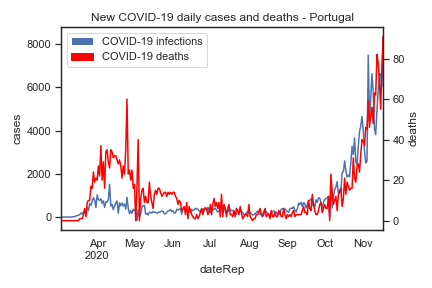 New COVID-19 daily cases and deaths - Portugal
COVID-19 infections
COVID-19 deaths
8000
6000
4000
2000
0
cases
80
60
40
20
0
deaths
Apr
2020
May
Jun
Jul
Aug
Sep
Oct
Nov
dateRep